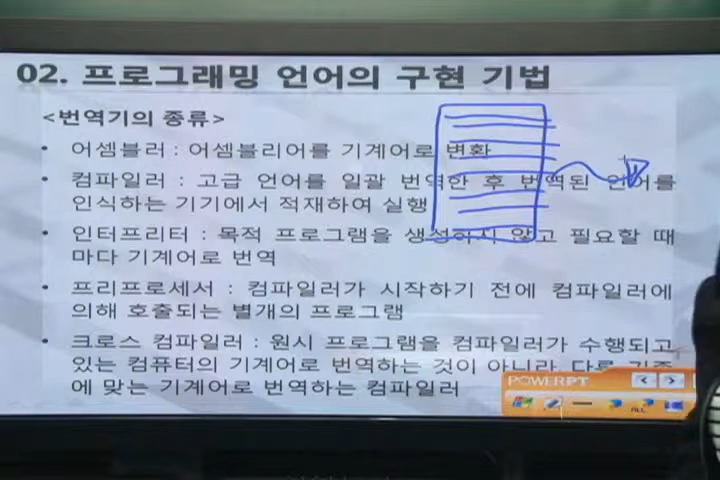 02. 프로그래밍 언어의 구현 기법
<번역기의 종류>
• 어셈블러 : 어셈블리어를 기계어로 변환
• 컴파일러 : 고급 언어를 일괄 번역한 후 번역된 언어를
인식하는 기기에서 적재하여 실행
• 인터프리터 : 목적 프로그램을 생성하지 않고 필요할 때
마다 기계어로 번역
• 프리프로세서 : 컴파일러가 시작하기 전에 컴파일러에
의해 호출되는 별개의 프로그램
• 크로스 컴파일러 : 원시 프로그램을 컴파일러가 수행되고
있는 컴퓨터의 기계어로 번역하는 것이 아니라, 다른 기종
에 맞는 기계어로 번역하는 컴파일러
POWERPT
ALL